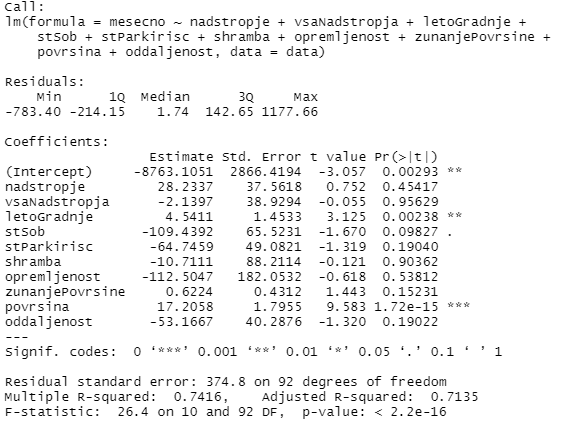 Call:
lm(formula = mesecno ~ nadstropje + vsaNadstropja + letoGradnje +
    stSob + stParkirisc + shramba + opremljenost + zunanjePovrsine +
    povrsina + oddaljenost, data = data)
Residuals:
    Min      1Q  Median      3Q     Max
-783.40 -214.15    1.74  142.65 1177.66
Coefficients:
                  Estimate Std. Error t value Pr(>|t|)
(Intercept)     -8763.1051  2866.4194  -3.057  0.00293 **
nadstropje         28.2337    37.5618   0.752  0.45417
vsaNadstropja      -2.1397    38.9294  -0.055  0.95629
letoGradnje         4.5411     1.4533   3.125  0.00238 **
stSob            -109.4392    65.5231  -1.670  0.09827 .
stParkirisc       -64.7459    49.0821  -1.319  0.19040
shramba           -10.7111    88.2114  -0.121  0.90362
opremljenost     -112.5047   182.0532  -0.618  0.53812
zunanjePovrsine     0.6224     0.4312   1.443  0.15231
povrsina           17.2058     1.7955   9.583 1.72e-15 ***
oddaljenost       -53.1667    40.2876  -1.320  0.19022
---
Signif. codes:  0 ‘***’ 0.001 ‘**’ 0.01 ‘*’ 0.05 ‘.’ 0.1 ‘ ’ 1
Residual standard error: 374.8 on 92 degrees of freedom
Multiple R-squared:  0.7416,    Adjusted R-squared:  0.7135
F-statistic:  26.4 on 10 and 92 DF,  p-value: < 2.2e-16